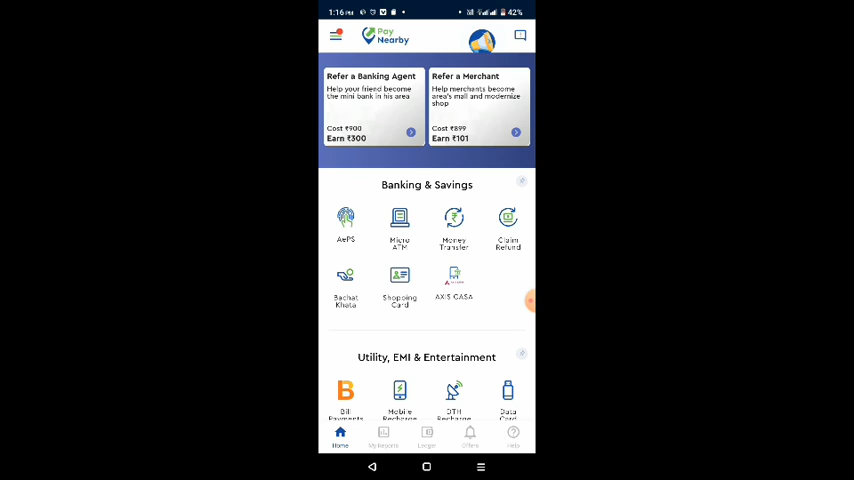 1:16 PM 42%
Pay
Nearby
Refer a Banking Agent
Help your friend become
the mini bank in his area
Cost ₹900
Earn ₹300
Refer a Merchant
Help merchants become
area's mall and modernize
shop
Cost ₹899
Earn ₹101
Banking & Savings
AePS
Micro
ATM
Money
Transfer
Claim
Refund
Bachat
Khata
Shopping
Card
AXIS CASA
Utility, EMI & Entertainment
Bill
Payments
Mobile
Recharge
DTH
Recharge
Data
Card
Home
My Reports
Ledger
Offers
Help